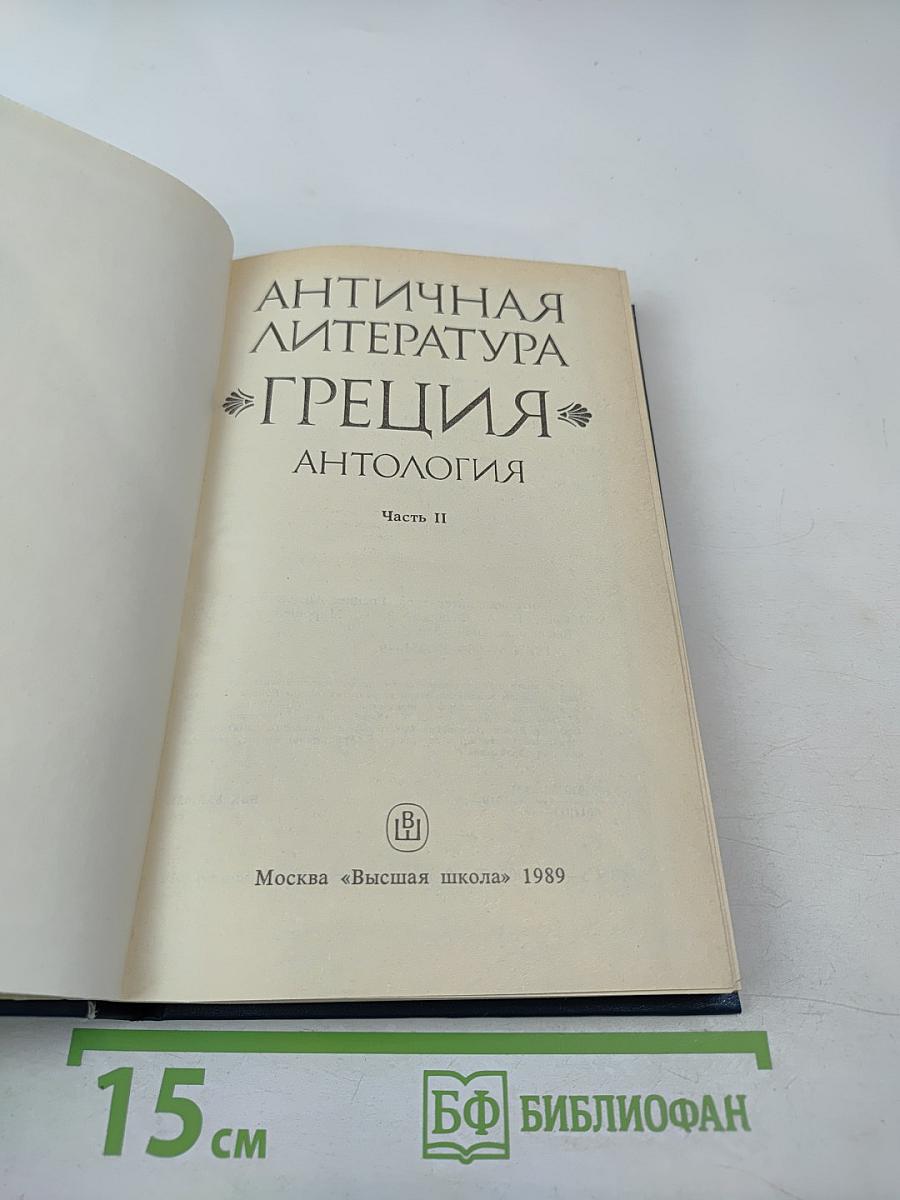 АНТИЧНАЯ
ЛИТЕРАТУРА
ГРЕЦИЯ
АНТОЛОГИЯ
Часть II
ВШ
Москва «Высшая школа» 1989
15 см
БФ БИБЛИОФАН